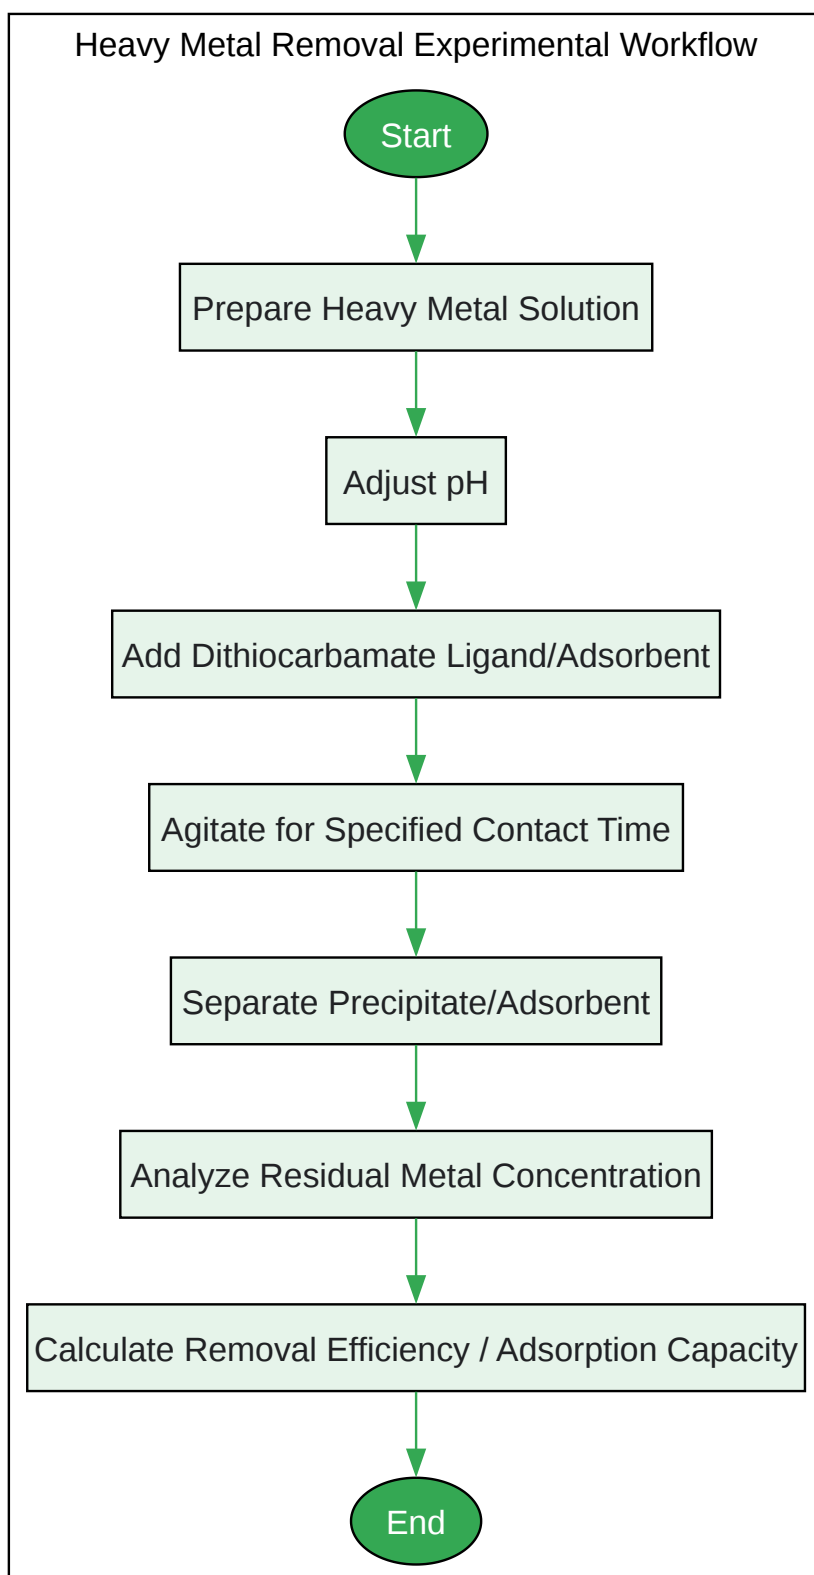 Heavy Metal Removal Experimental Workflow
Start
Prepare Heavy Metal Solution
Adjust pH
Add Dithiocarbamate Ligand/Adsorbent
Agitate for Specified Contact Time
Separate Precipitate/Adsorbent
Analyze Residual Metal Concentration
Calculate Removal Efficiency / Adsorption Capacity
End